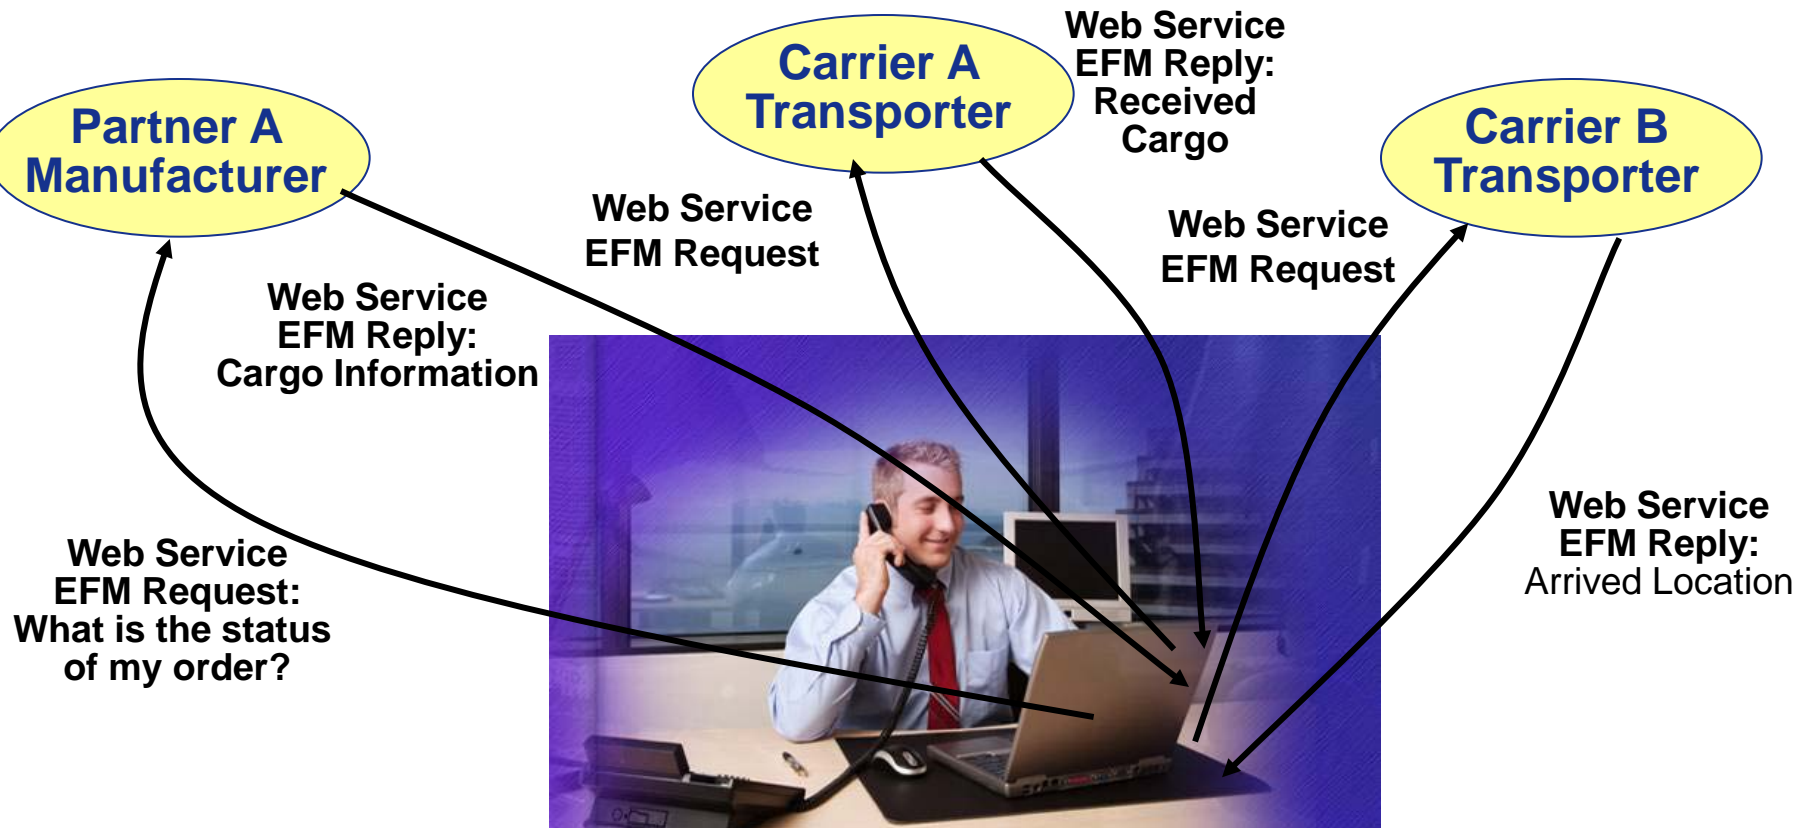 Partner A
Manufacturer
Carrier A
Transporter
Web Service
EFM Reply:
Received
Cargo
Carrier B
Transporter
Web Service
EFM Request
Web Service
EFM Request
Web Service
EFM Reply:
Cargo Information
Web Service
EFM Request:
What is the status
of my order?
Web Service
EFM Reply:
Arrived Location